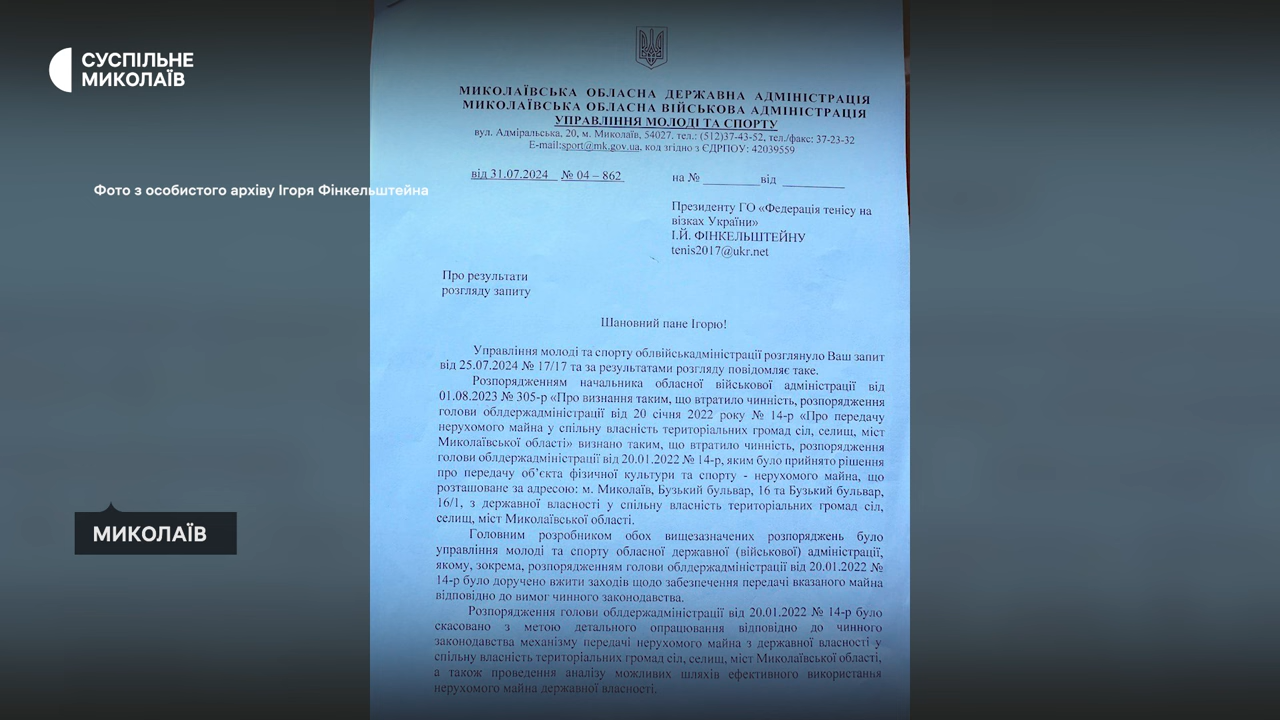 СУСПІЛЬНЕ
МИКОЛАЇВ
МИКОЛАЇВСЬКА ОБЛАСНА ДЕРЖАВНА АДМІНІСТРАЦІЯ
МИКОЛАЇВСЬКА ОБЛАСНА ВІЙСЬКОВА АДМІНІСТРАЦІЯ
УПРАВЛІННЯ МОЛОДІ ТА СПОРТУ
вул. Адміральська, 20, м. Миколаїв, 54027, тел.: (512)37-43-52, тел./факс: 37-23-32
E-mail:sport@mk.gov.ua, код згідно з ЄДРПОУ: 42039559
від 31.07.2024 № 04 – 862 на № _________ від _________
Фото з особистого архіву Ігоря Фінкельштейна
Президенту ГО «Федерація тенісу на
візках України»
І.Й. ФІНКЕЛЬШТЕЙНУ
tenis2017@ukr.net
Про результати
розгляду запиту
Шановний пане Ігорю!
Управління молоді та спорту облвійськадміністрації розглянуло Ваш запит
від 25.07.2024 № 17/17 та за результатами розгляду повідомляє таке.
Розпорядженням начальника обласної військової адміністрації від
01.08.2023 № 305-р «Про визнання таким, що втратило чинність, розпорядження
голови облдержадміністрації від 20 січня 2022 року № 14-р «Про передачу
нерухомого майна у спільну власність територіальних громад сіл, селищ, міст
Миколаївської області» визнано таким, що втратило чинність, розпорядження
голови облдержадміністрації від 20.01.2022 № 14-р, яким було прийнято рішення
про передачу об’єкта фізичної культури та спорту - нерухомого майна, що
розташоване за адресою: м. Миколаїв, Бузький бульвар, 16 та Бузький бульвар,
16/1, з державної власності у спільну власність територіальних громад сіл,
селищ, міст Миколаївської області.
Головним розробником обох вищезазначених розпоряджень було
управління молоді та спорту обласної державної (військової) адміністрації,
якому, зокрема, розпорядженням голови облдержадміністрації від 20.01.2022 №
14-р було доручено вжити заходів щодо забезпечення передачі вказаного майна
відповідно до вимог чинного законодавства.
Розпорядження голови облдержадміністрації від 20.01.2022 № 14-р було
скасовано з метою детального опрацювання відповідно до чинного
законодавства механізму передачі нерухомого майна з державної власності у
спільну власність територіальних громад сіл, селищ, міст Миколаївської області,
а також проведення аналізу можливих шляхів ефективного використання
нерухомого майна державної власності.
МИКОЛАЇВ